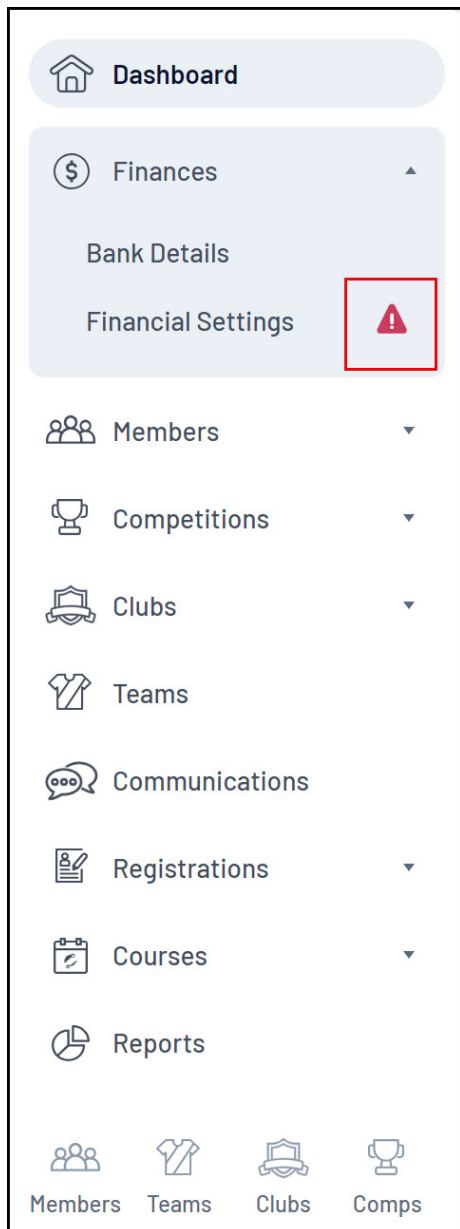 Dashboard
Finances
Bank Details
Financial Settings
Members
Competitions
Clubs
Teams
Communications
Registrations
Courses
Reports
Members Teams Clubs Comps